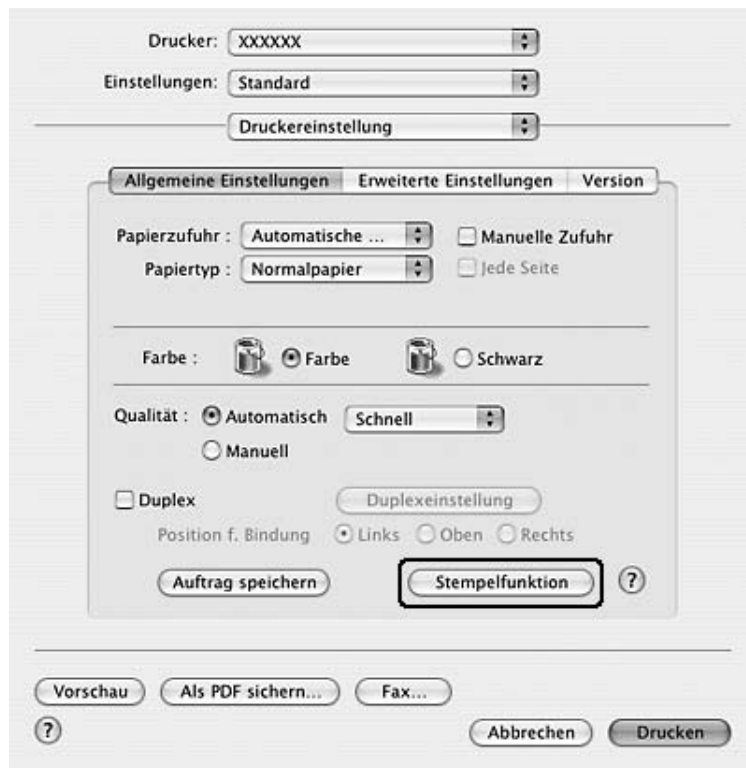 Drucker: XXXXXX
Einstellungen: Standard
Druckereinstellung
Allgemeine Einstellungen Erweiterte Einstellungen Version
Papierzufuhr : Automatische ... Manuelle Zufuhr
Papiertyp : Normalpapier Jede Seite
Farbe : Farbe Schwarz
Qualität : Automatisch Schnell
Manuell
Duplex Duplexeinstellung
Position f. Bindung Links Oben Rechts
Auftrag speichern Stempelfunktion ?
Vorschau Als PDF sichern... Fax...
? Abbrechen Drucken